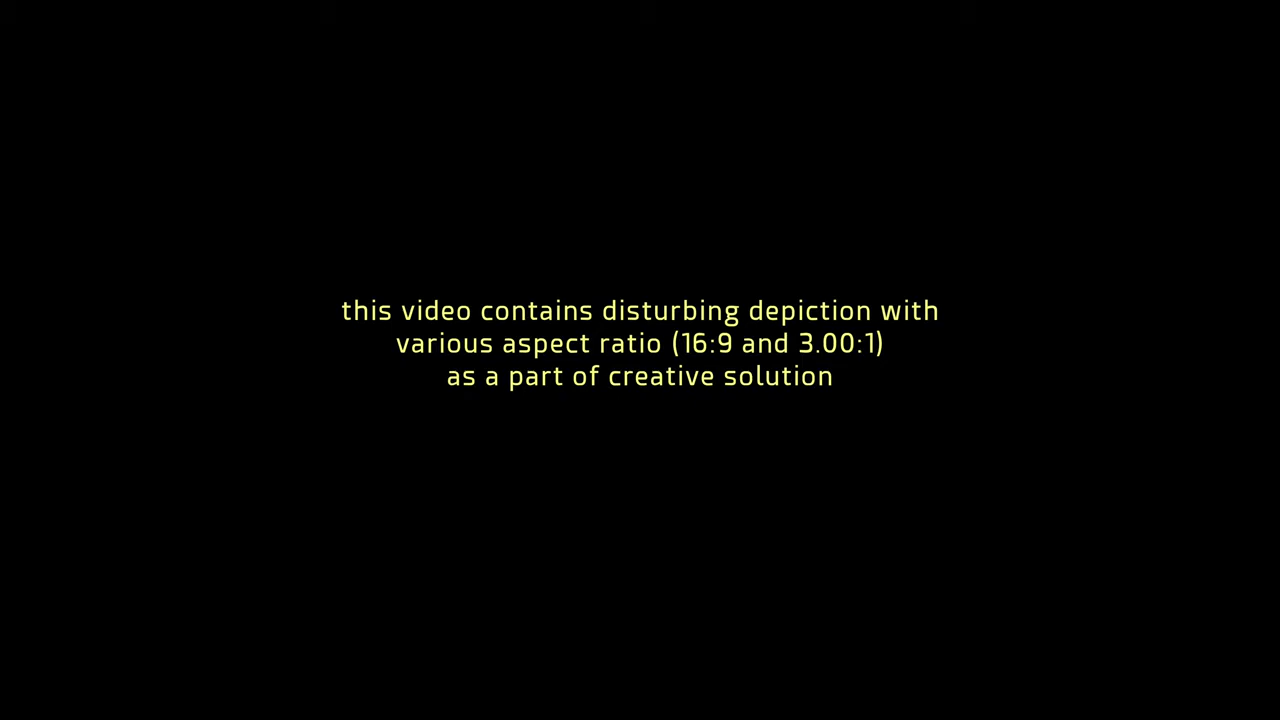 this video contains disturbing depiction with
various aspect ratio (16:9 and 3.00:1)
as a part of creative solution